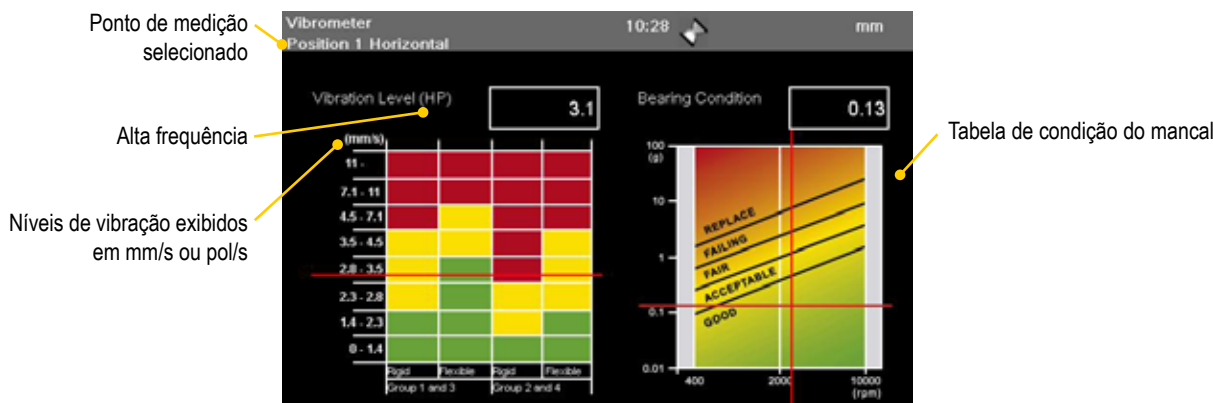 Ponto de medição
selecionado
Alta frequência
Níveis de vibração exibidos
em mm/s ou pol/s
Vibrometer
10:28
mm
Position 1 Horizontal
Vibration Level (HP)
3.1
(mm/s)
11 -
7.1 - 11
4.5 - 7.1
3.5 - 4.5
2.8 - 3.5
2.3 - 2.8
1.4 - 2.3
0 - 1.4
Rigid
Flexible
Rigid
Flexible
Group 1 and 3
Group 2 and 4
Bearing Condition
0.13
100
(g)
10
1
0.1
0.01
REPLACE
FAILING
FAIR
ACCEPTABLE
GOOD
400
2000
10000
(rpm)
Tabela de condição do mancal